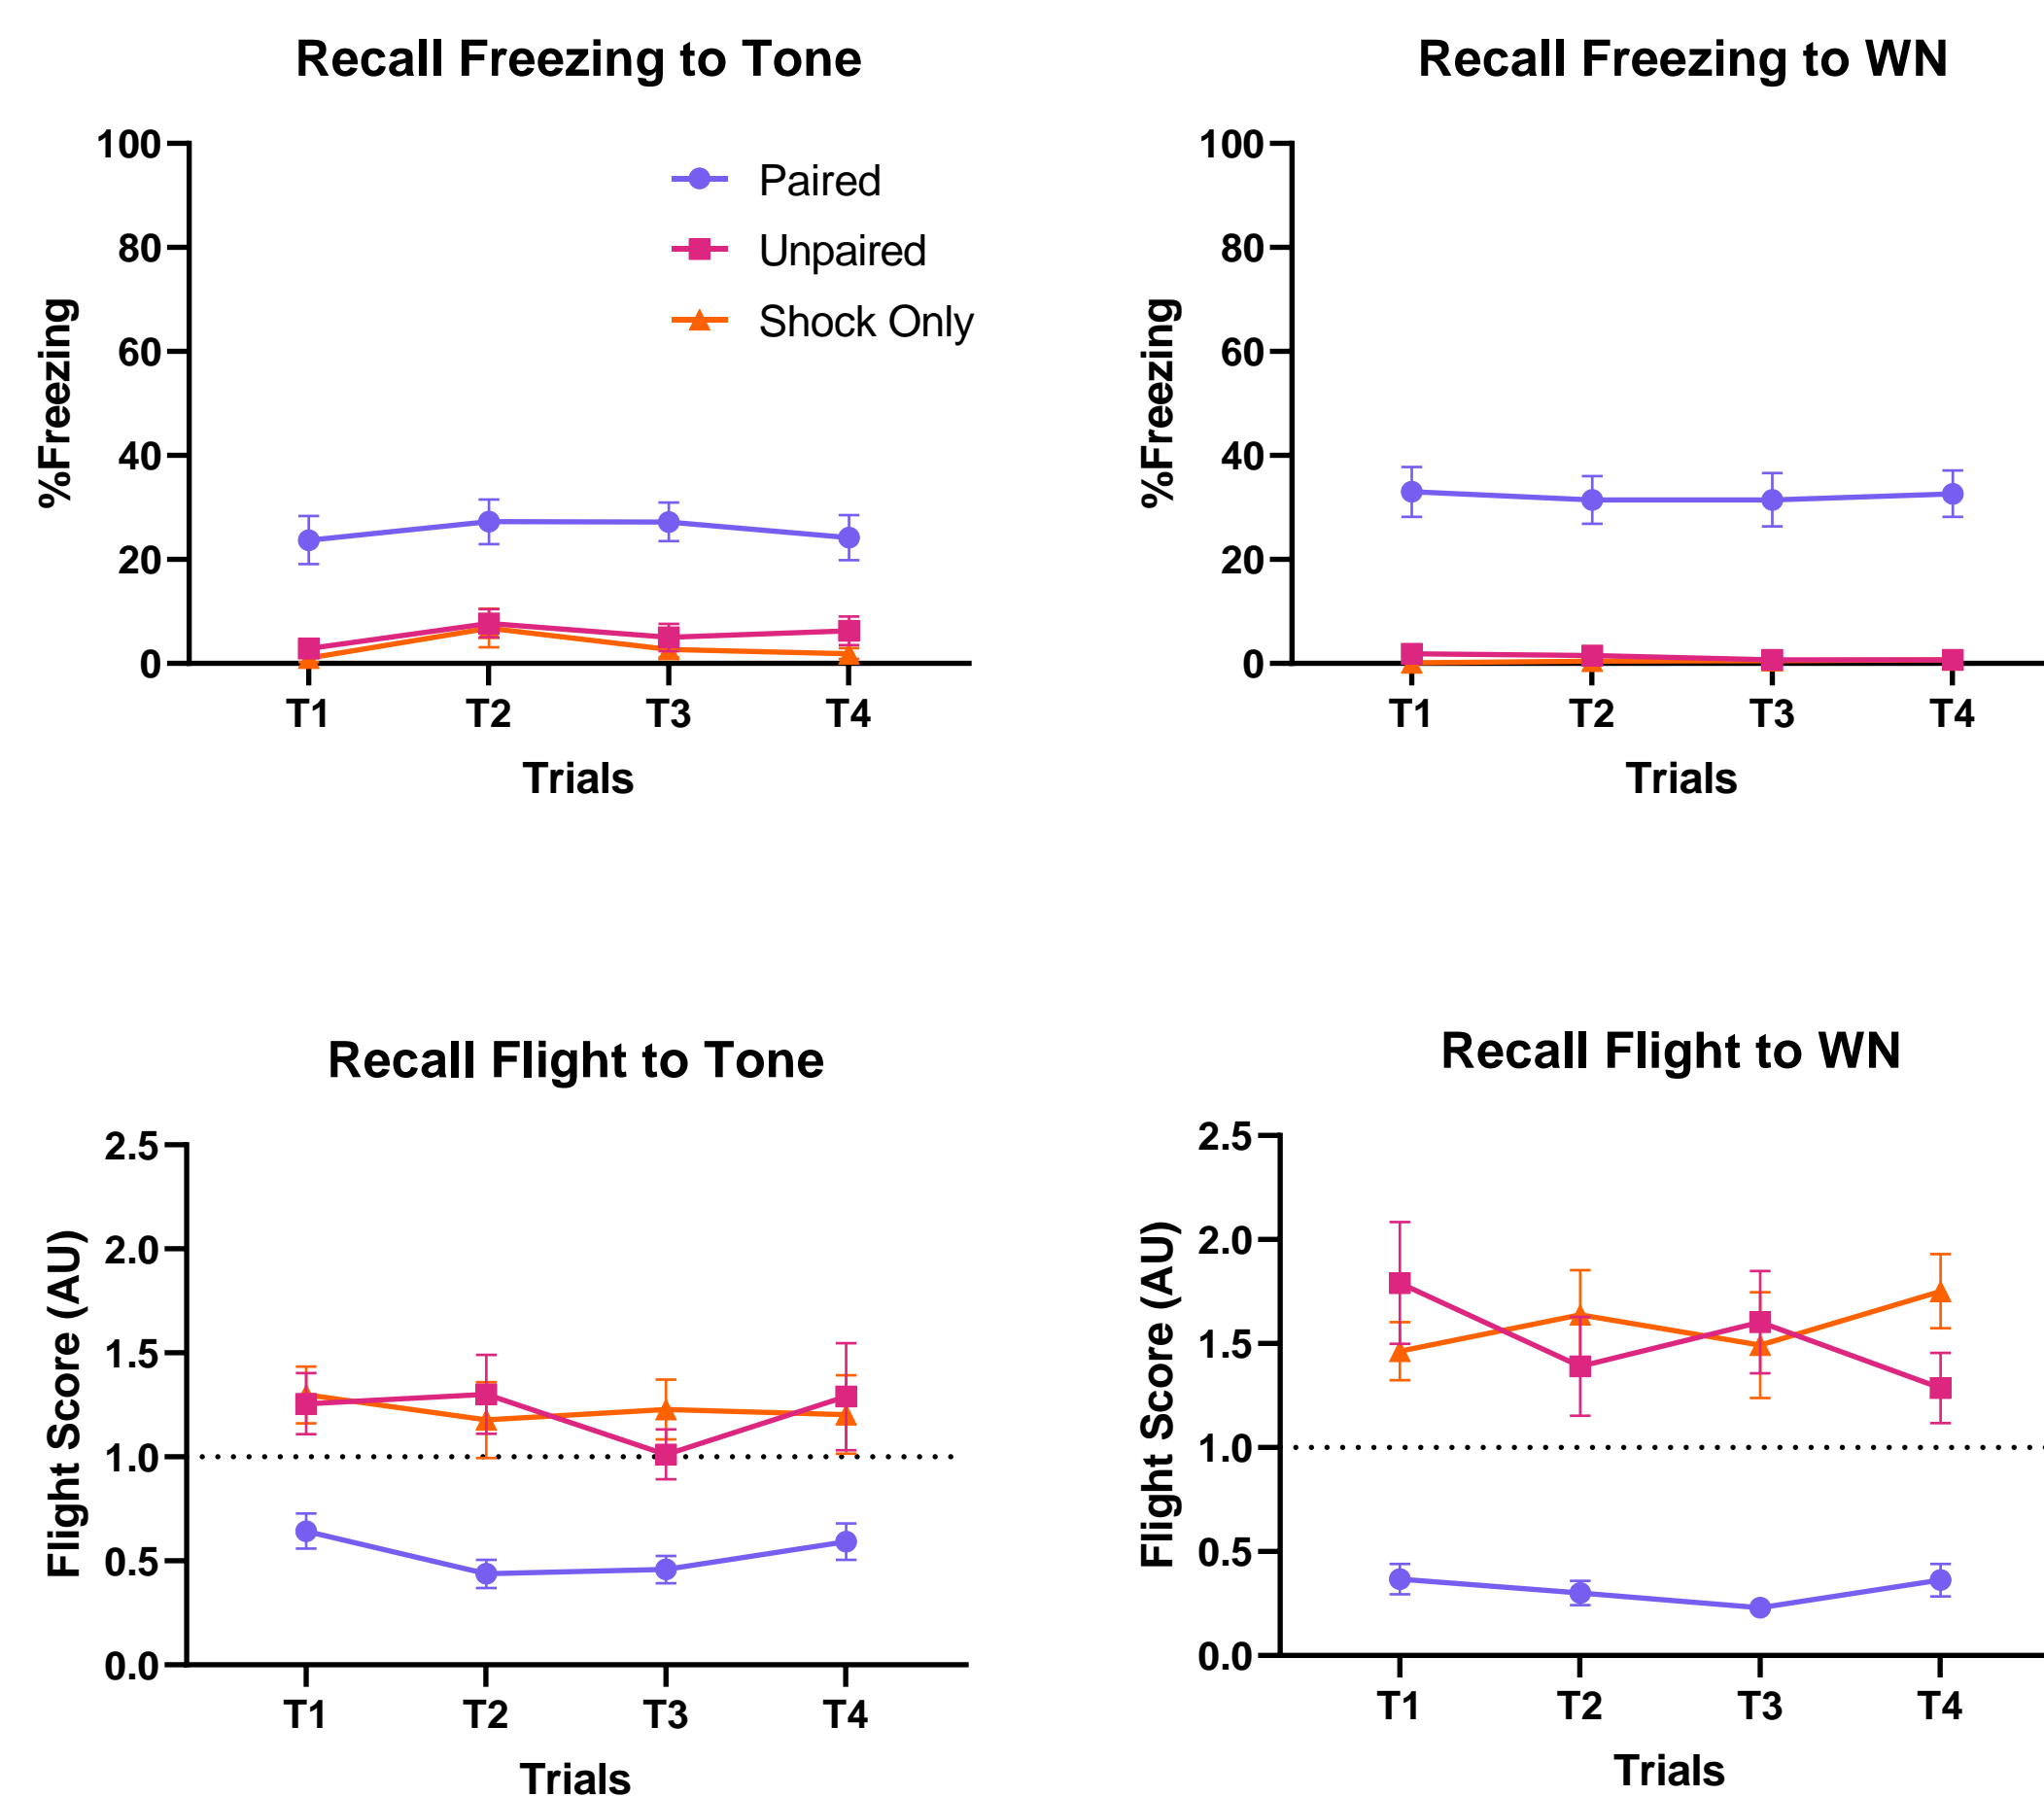 Recall Freezing to Tone
100
80
60
40
20
0
%Freezing
Paired
Unpaired
Shock Only
T1 T2 T3 T4
Trials
Recall Freezing to WN
100
80
60
40
20
0
%Freezing
T1 T2 T3 T4
Trials
Recall Flight to Tone
2.5
2.0
1.5
1.0
0.5
0.0
Flight Score (AU)
T1 T2 T3 T4
Trials
Recall Flight to WN
2.5
2.0
1.5
1.0
0.5
0.0
Flight Score (AU)
T1 T2 T3 T4
Trials